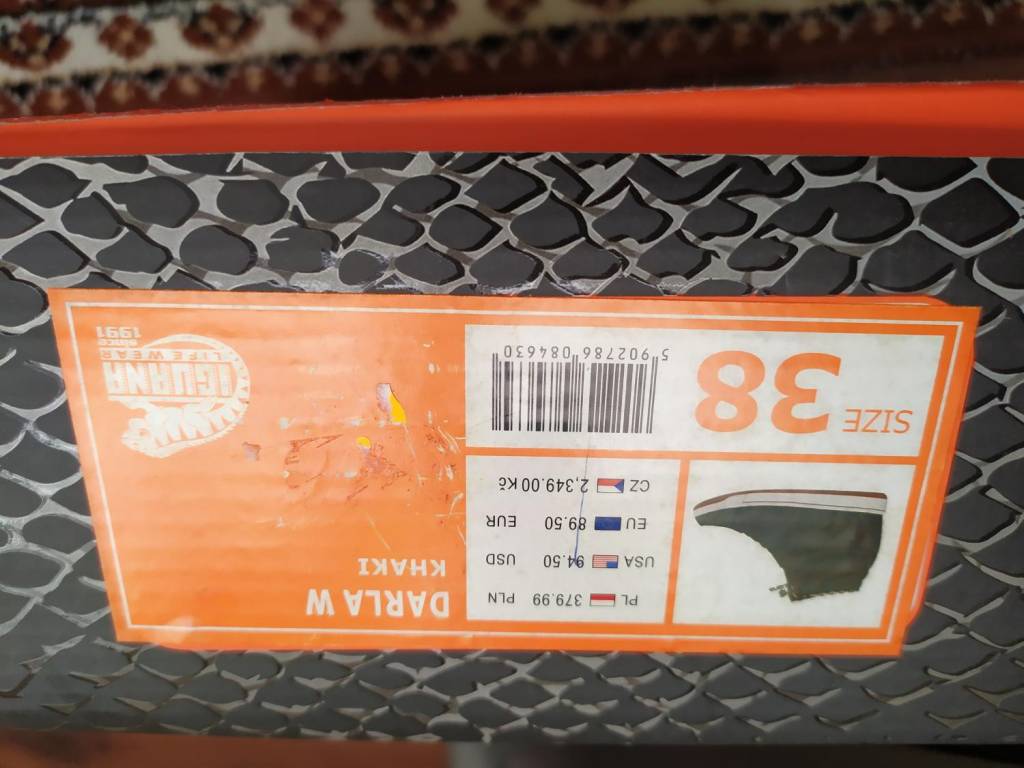 DARLA W
KHAKI
IGUANA
LIFE WEAR
since
1991
PL 379.99 PLN
USA 94.50 USD
EU 89.50 EUR
CZ 2,349.00 Kč
SIZE 38
5 902786 084630